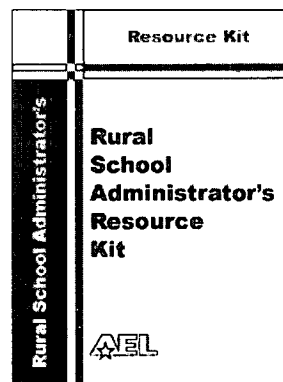 Resource Kit
Rural School Administrator's
Rural
School
Administrator's
Resource
Kit
AEL